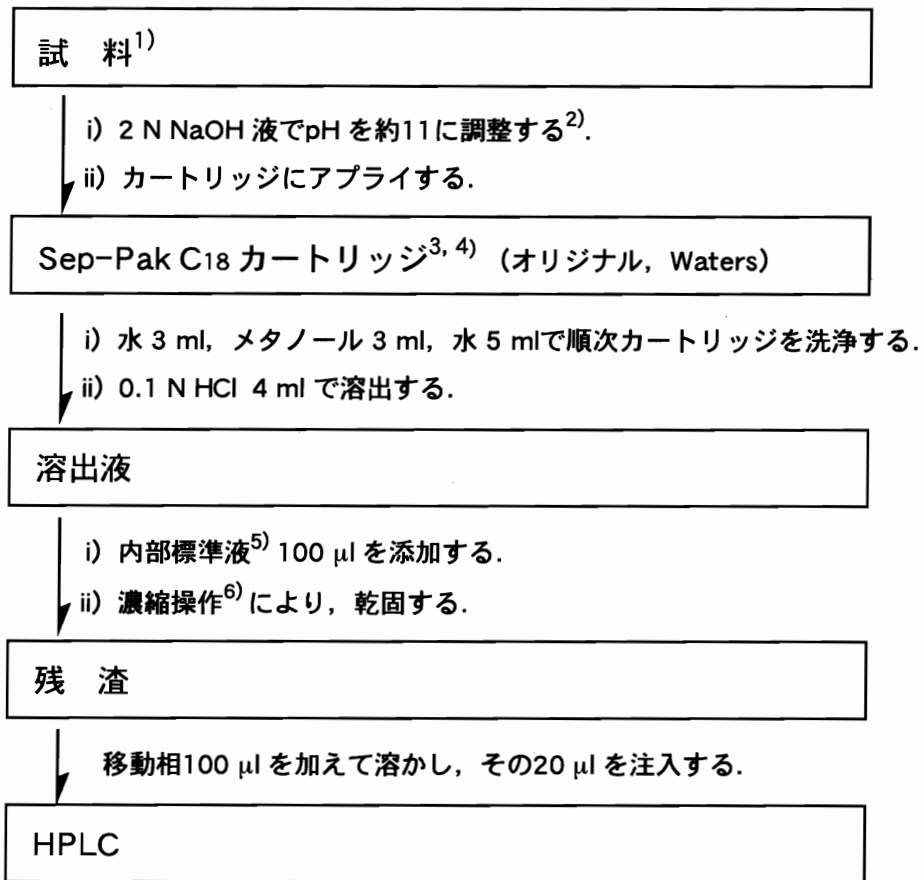 試　料1)
i) 2 N NaOH 液でpH を約11に調整する2).
ii) カートリッジにアプライする.
Sep-Pak C18 カートリッジ3, 4) (オリジナル, Waters)
i) 水 3 ml, メタノール 3 ml, 水 5 mlで順次カートリッジを洗浄する.
ii) 0.1 N HCl 4 ml で溶出する.
溶出液
i) 内部標準液5) 100 μl を添加する.
ii) 濃縮操作6) により, 乾固する.
残　渣
移動相100 μl を加えて溶かし, その20 μl を注入する.
HPLC